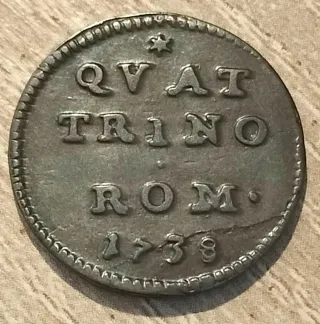 QVAT
TRINO
ROM·
1738